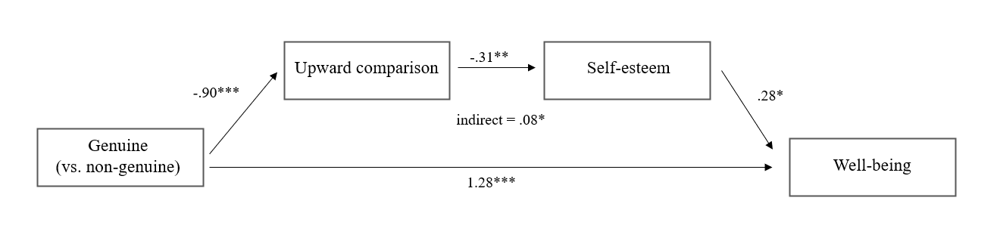 Upward comparison
-.31**
Self-esteem
-.90***
.28*
indirect = .08*
Genuine
(vs. non-genuine)
Well-being
1.28***